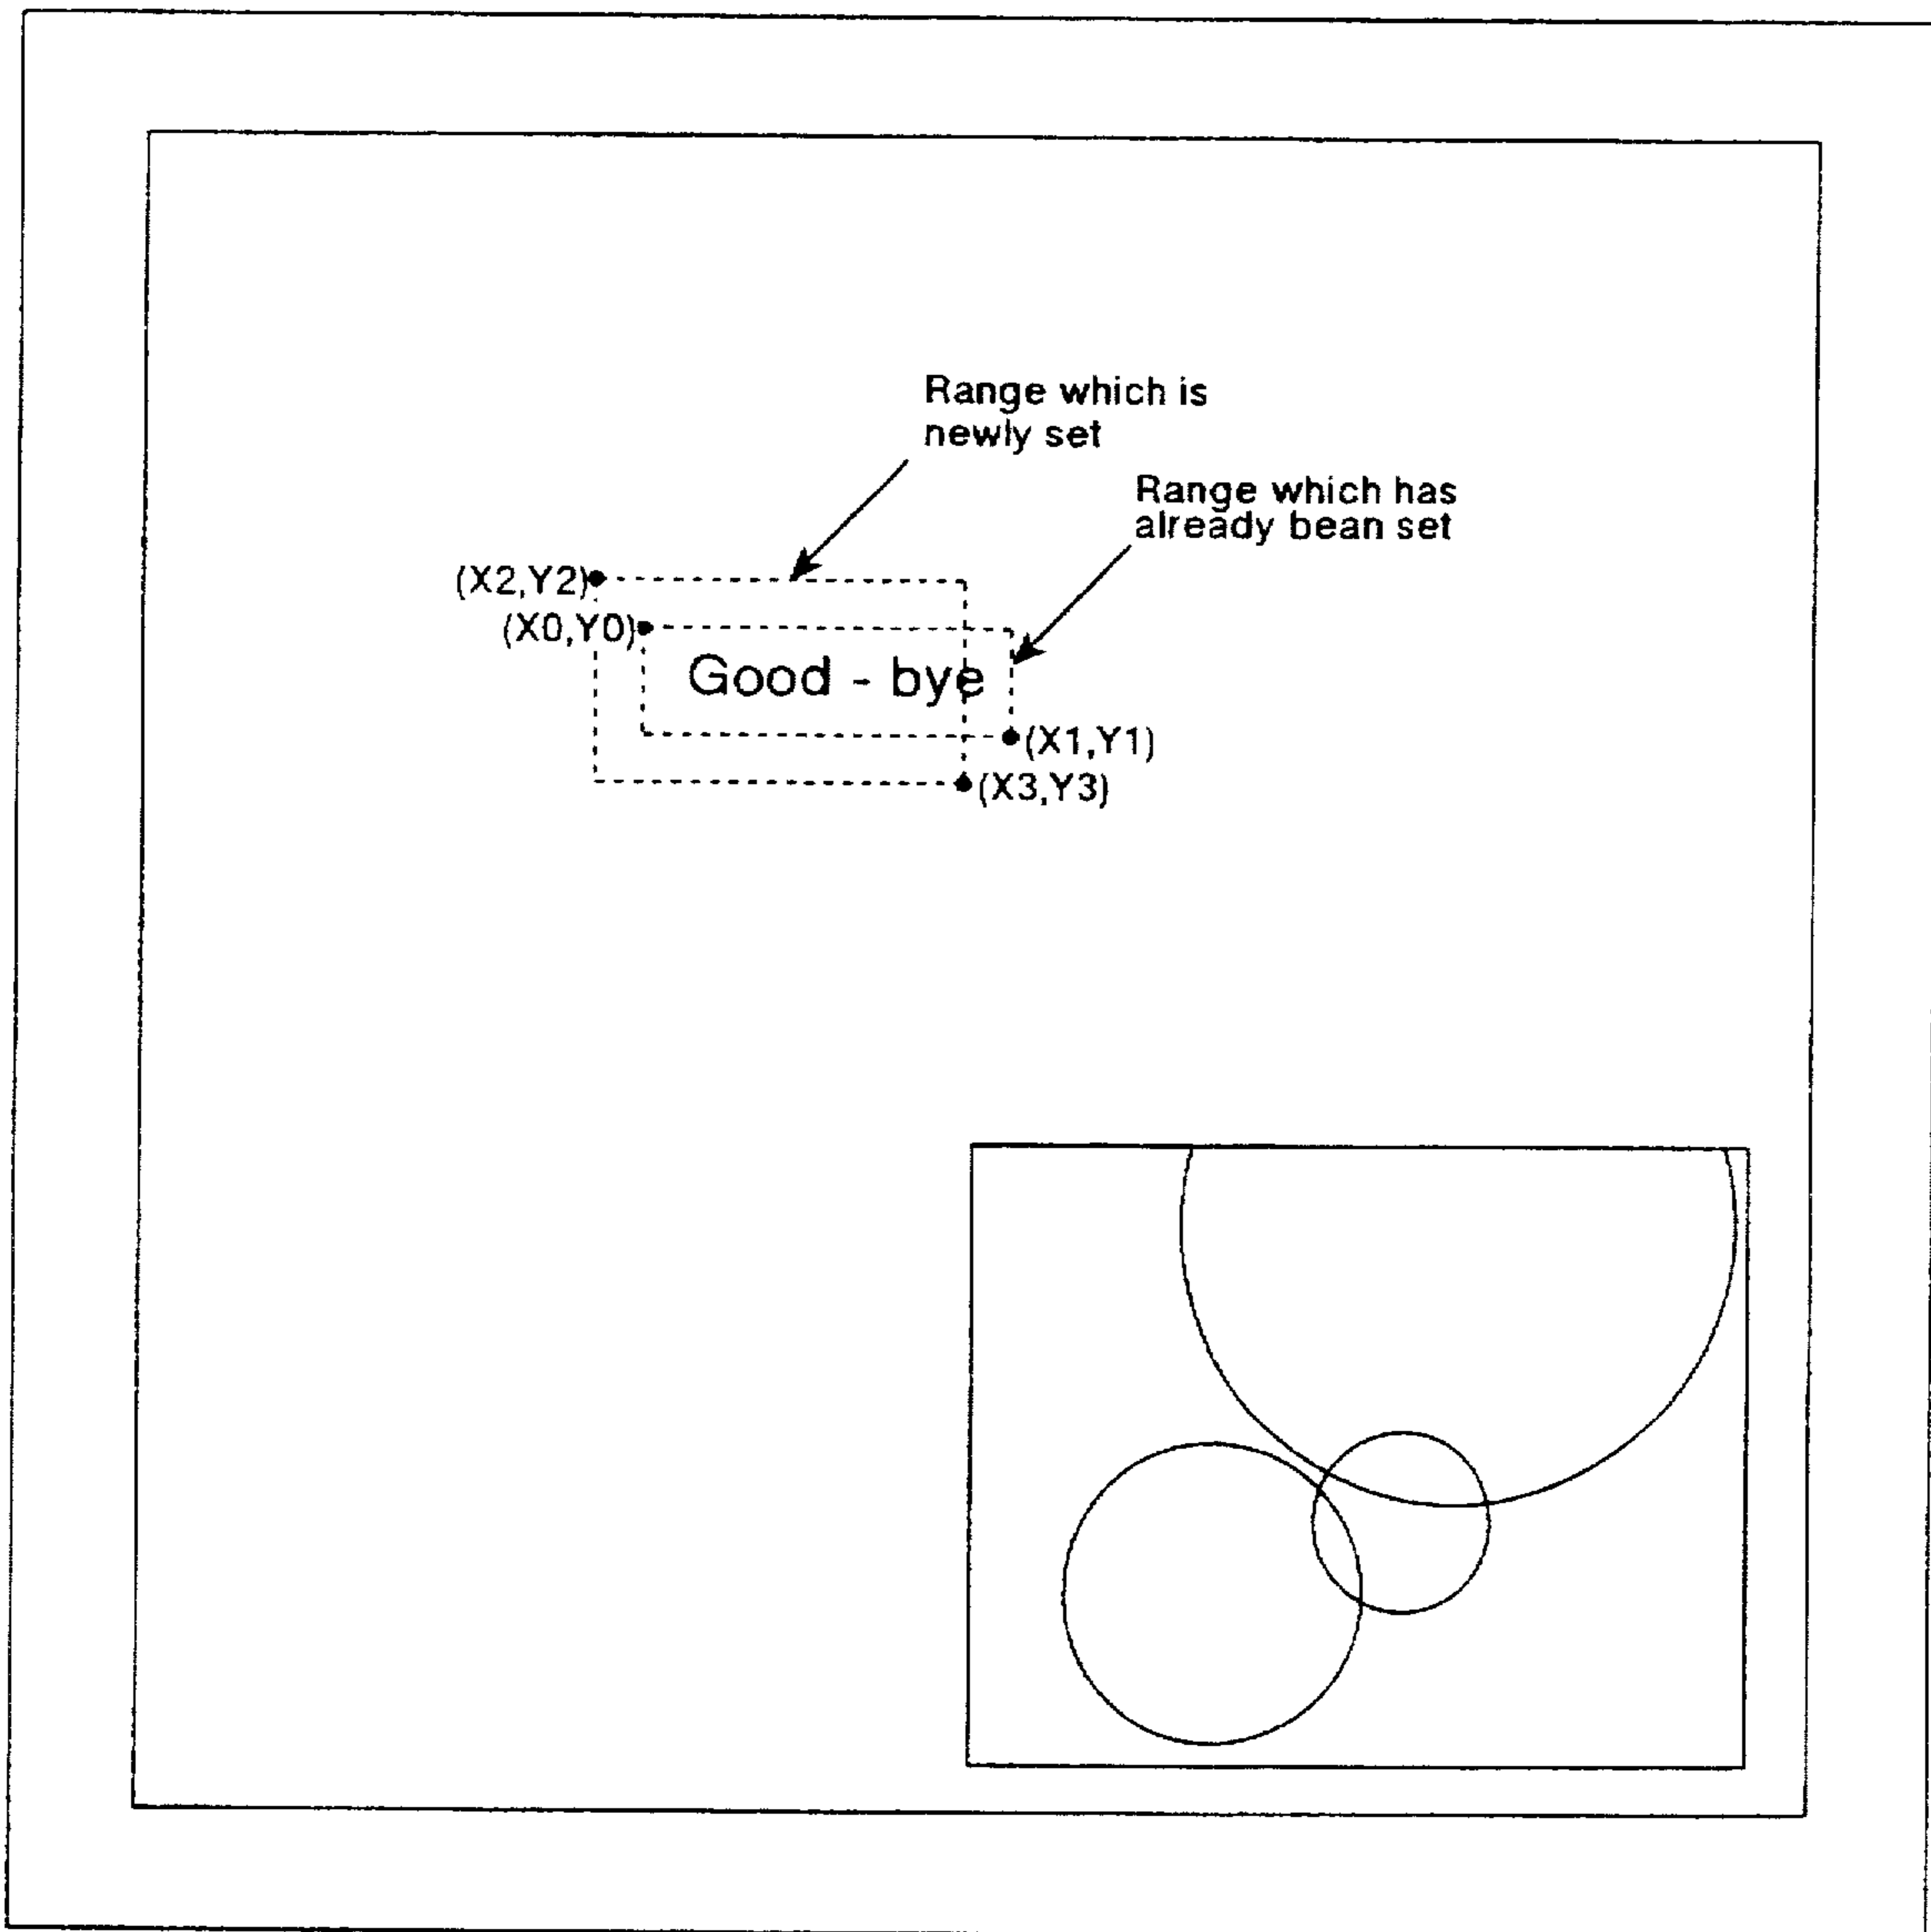 Range which is
newly set
Range which has
already bean set
(X2,Y2)
(X0,Y0)
Good - bye
(X1,Y1)
(X3,Y3)